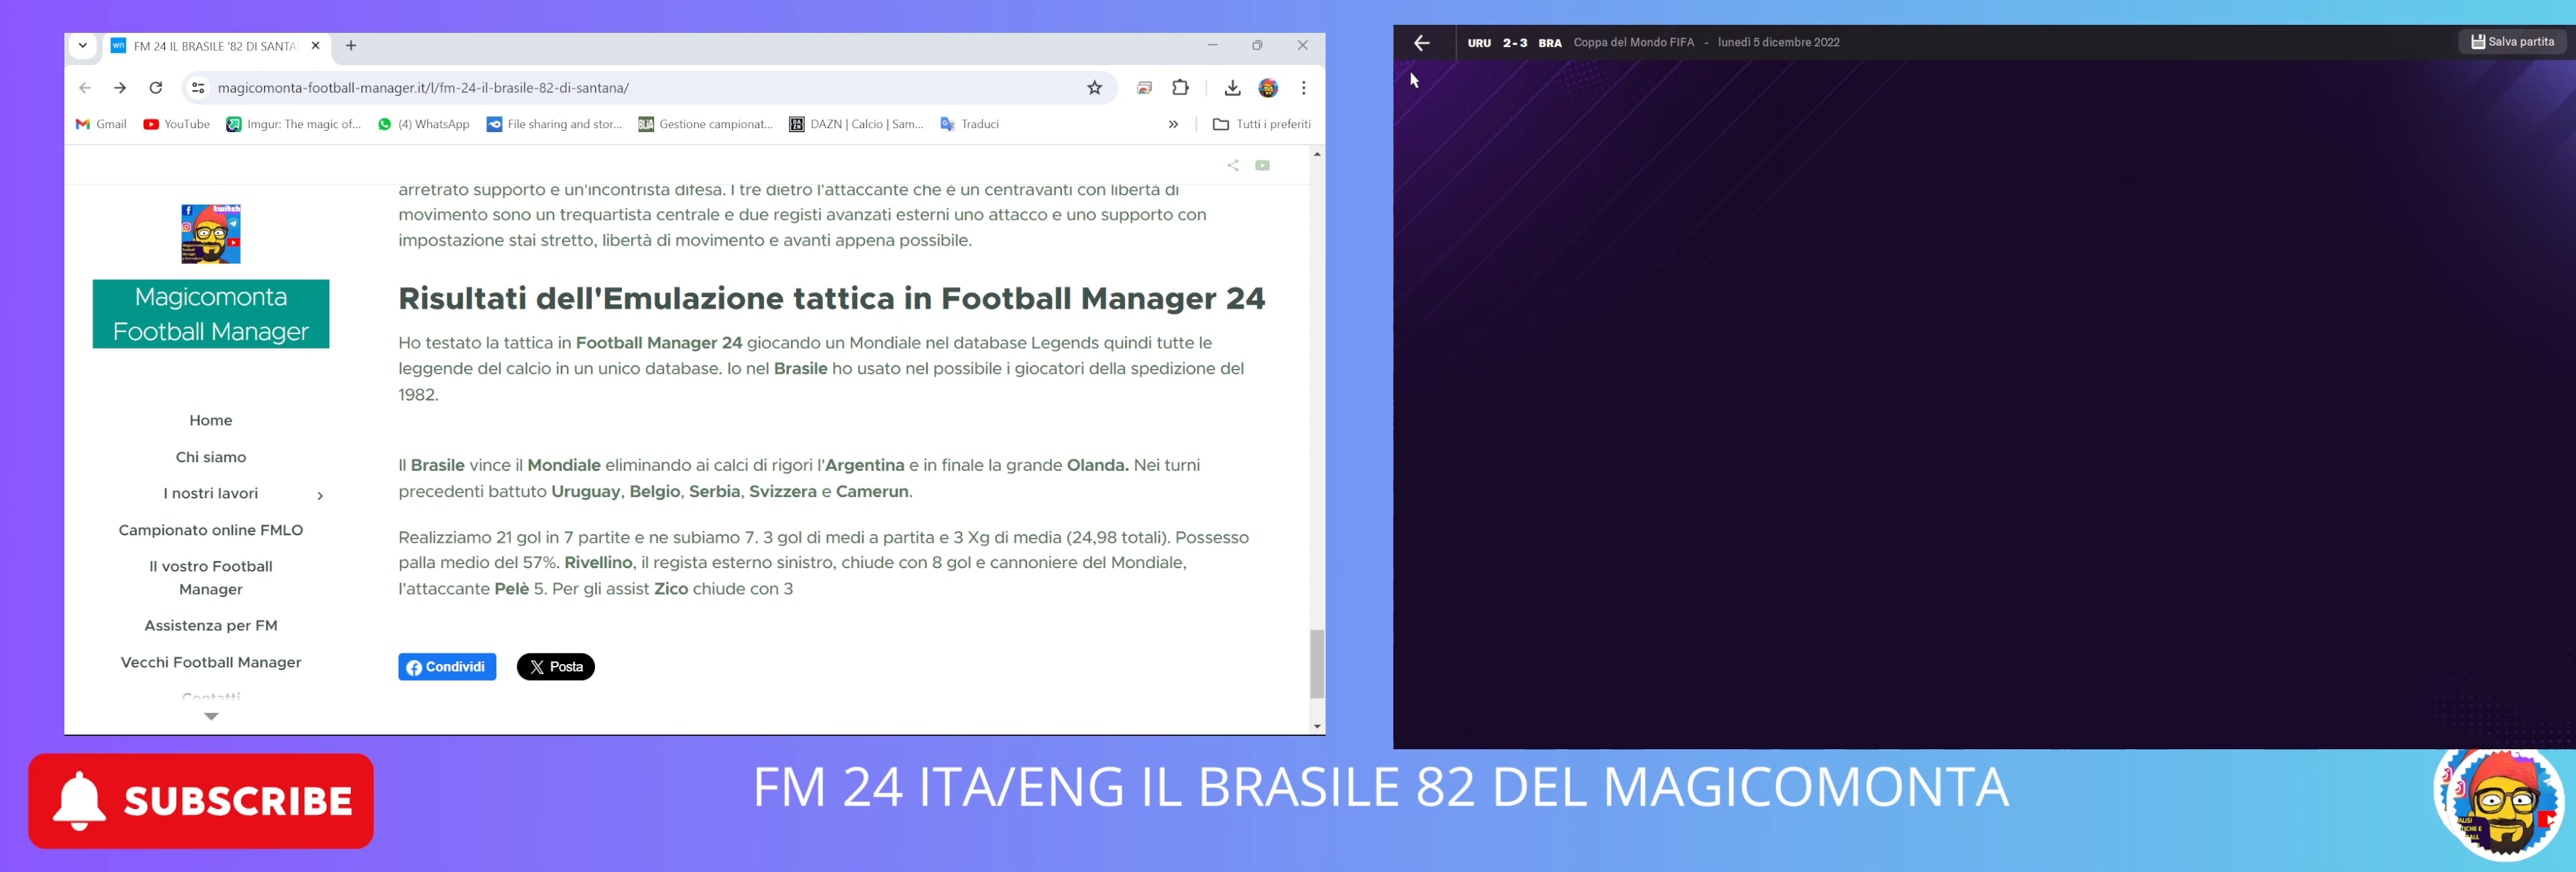 FM 24 IL BRASILE '82 DI SANTA
magicomonta-football-manager.it/l/fm-24-il-brasile-82-di-santana/
Gmail
YouTube
Imgur: The magic of...
(4) WhatsApp
File sharing and stor...
Gestione campionat...
DAZN | Calcio | Sam...
Traduci
»
Tutti i preferiti
twitch
Magicomonta
Football Manager
Home
Chi siamo
I nostri lavori
Campionato online FMLO
Il vostro Football
Manager
Assistenza per FM
Vecchi Football Manager
Contatti
arretrato supporto e un'incontrista difesa. I tre dietro l'attaccante che è un centravanti con libertà di
movimento sono un trequartista centrale e due registi avanzati esterni uno attacco e uno supporto con
impostazione stai stretto, libertà di movimento e avanti appena possibile.
Risultati dell'Emulazione tattica in Football Manager 24
Ho testato la tattica in Football Manager 24 giocando un Mondiale nel database Legends quindi tutte le
leggende del calcio in un unico database. Io nel Brasile ho usato nel possibile i giocatori della spedizione del
1982.
Il Brasile vince il Mondiale eliminando ai calci di rigori l'Argentina e in finale la grande Olanda. Nei turni
precedenti battuto Uruguay, Belgio, Serbia, Svizzera e Camerun.
Realizziamo 21 gol in 7 partite e ne subiamo 7. 3 gol di medi a partita e 3 Xg di media (24,98 totali). Possesso
palla medio del 57%. Rivellino, il regista esterno sinistro, chiude con 8 gol e cannoniere del Mondiale,
l'attaccante Pelè 5. Per gli assist Zico chiude con 3
Condividi
Posta
URU 2-3 BRA Coppa del Mondo FIFA - lunedì 5 dicembre 2022
Salva partita
SUBSCRIBE
FM 24 ITA/ENG IL BRASILE 82 DEL MAGICOMONTA